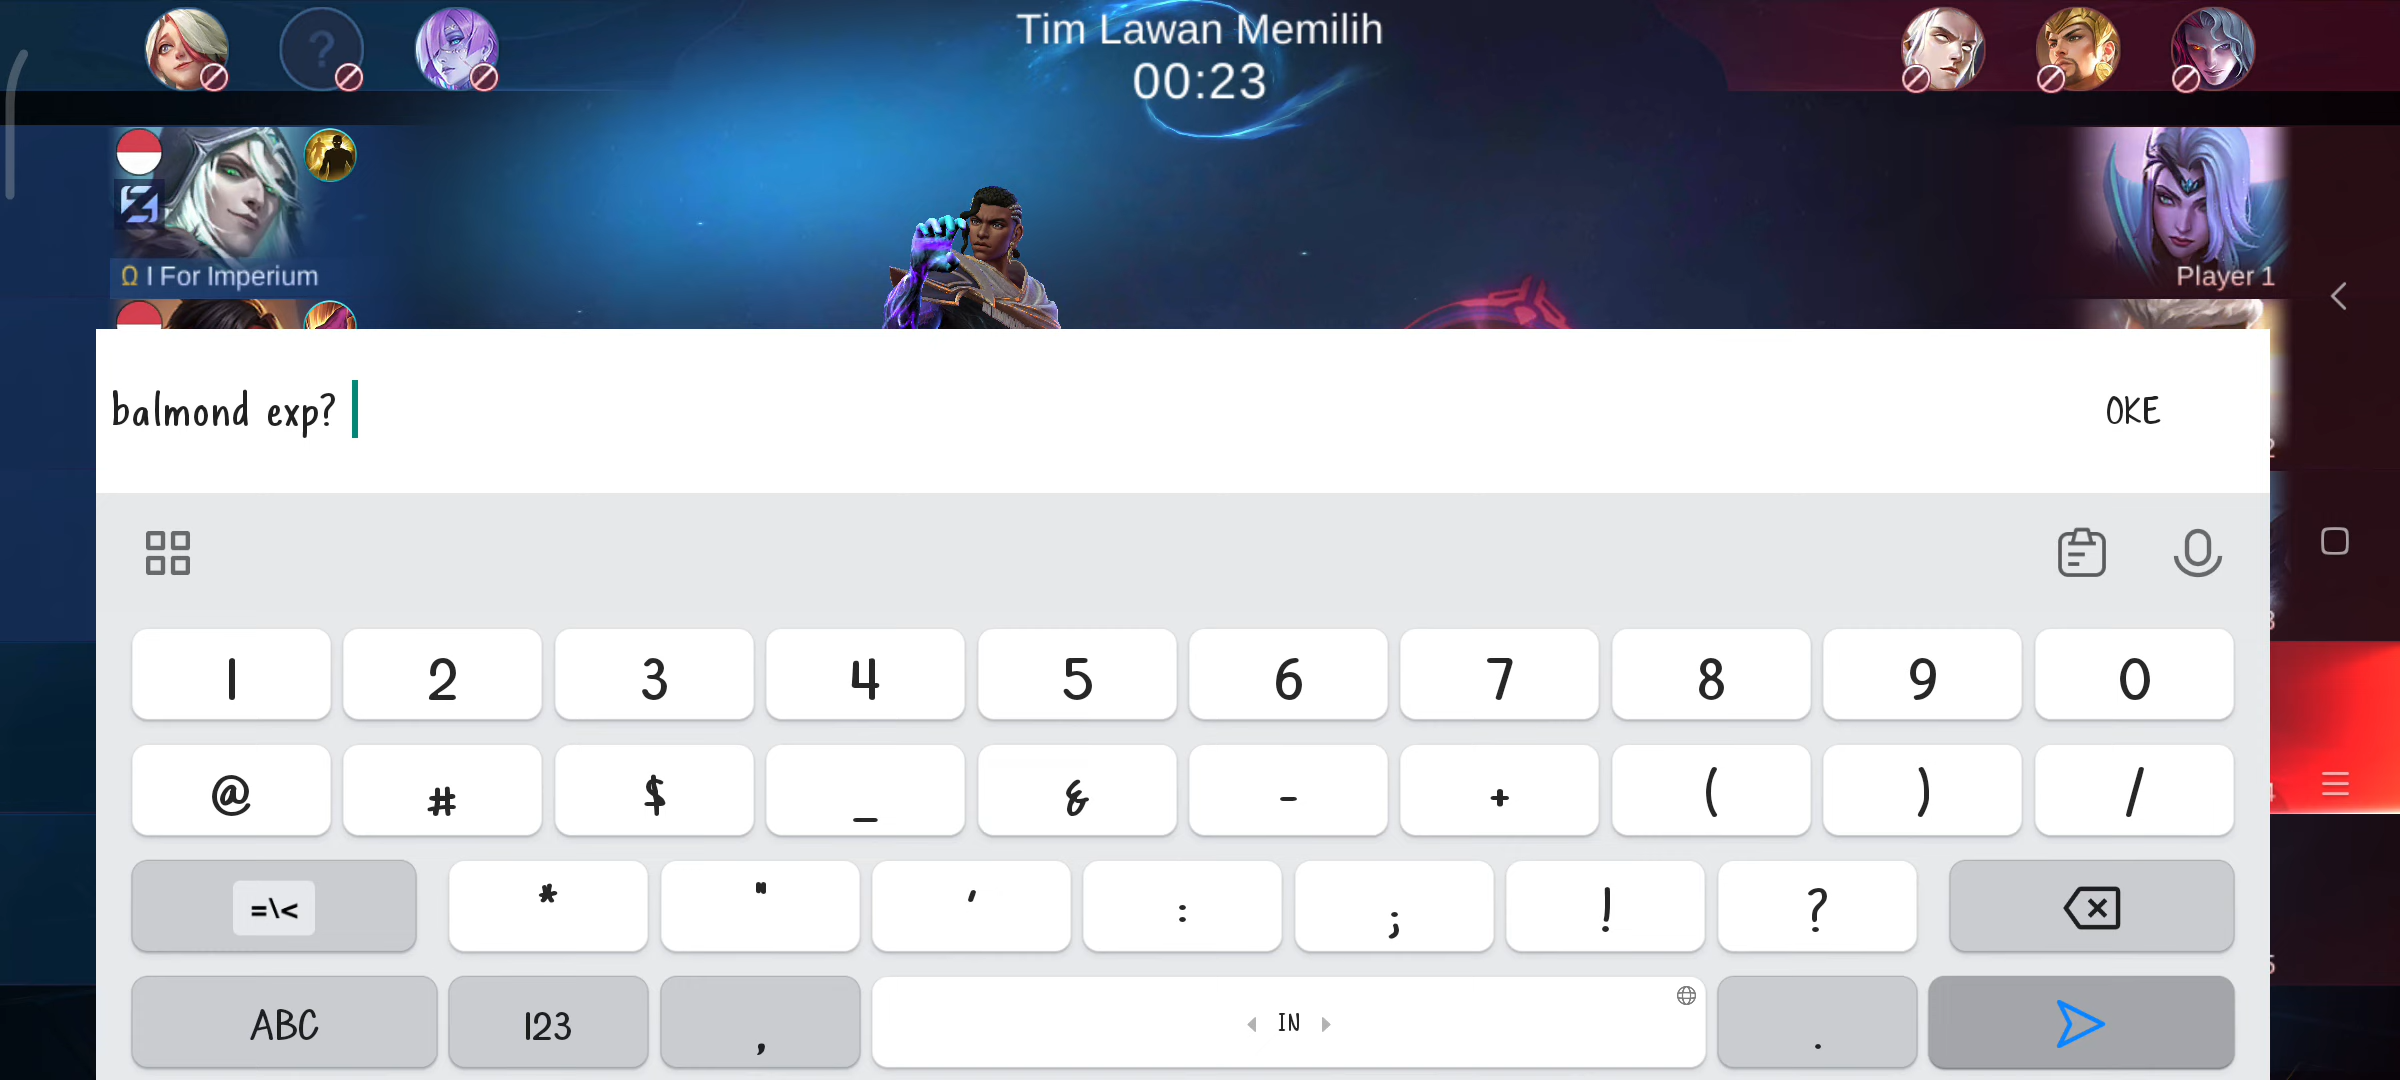 Tim Lawan Memilih
00:23
I For Imperium
Player 1
balmond exp?
OKE
1 2 3 4 5 6 7 8 9 0
@ # $ _ & - + ( ) /
=\< * " ' : ; ! ?
ABC 123 , IN .